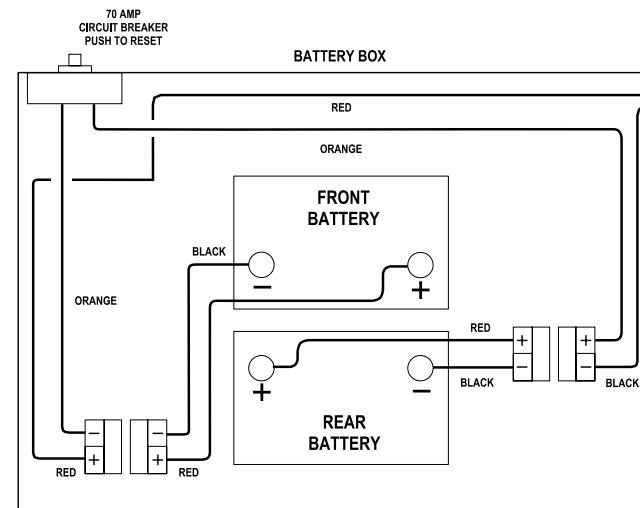 70 AMP
CIRCUIT BREAKER
PUSH TO RESET
BATTERY BOX
RED
ORANGE
FRONT
BATTERY
BLACK
−
+
ORANGE
RED
+
+
−
−
+
−
BLACK
BLACK
REAR
BATTERY
−
−
+
+
RED
RED